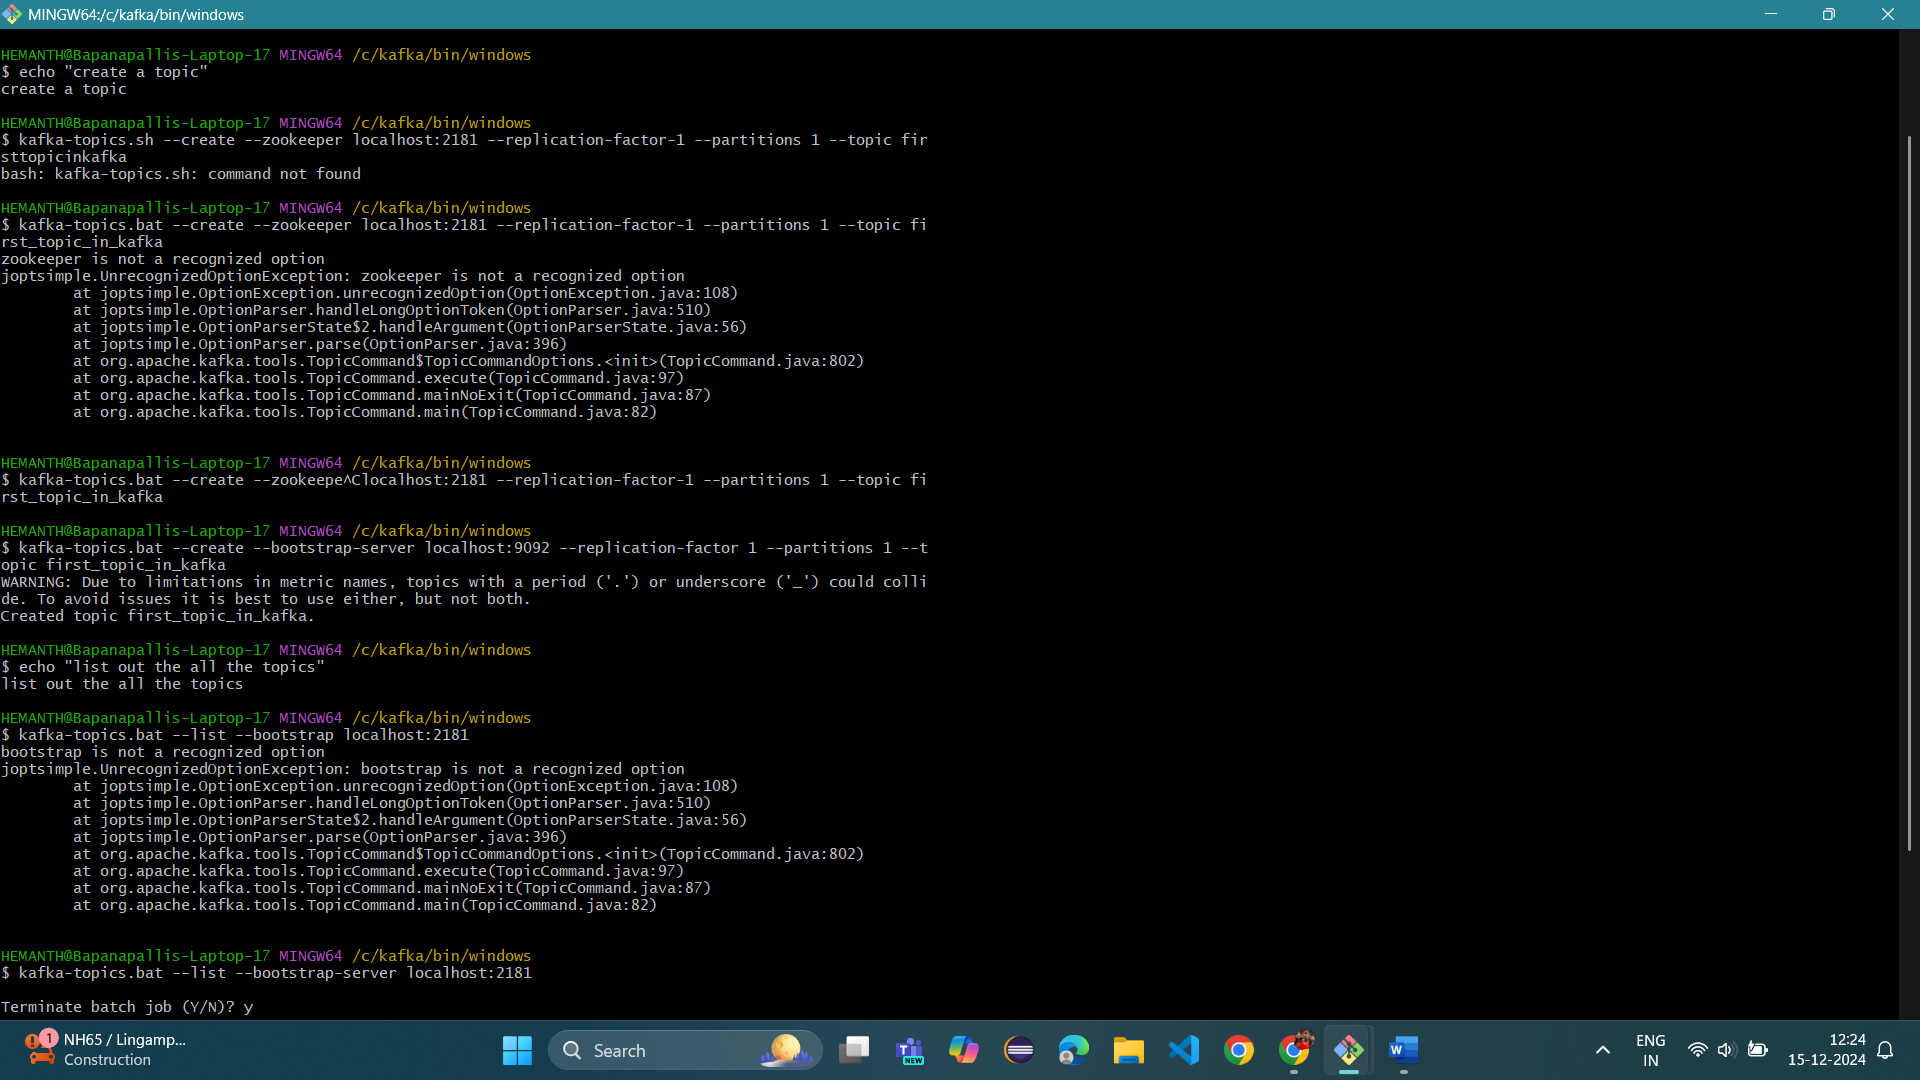 MINGW64:/c/kafka/bin/windows
HEMANTH@Bapanapallis-Laptop-17 MINGW64 /c/kafka/bin/windows
$ echo "create a topic"
create a topic
HEMANTH@Bapanapallis-Laptop-17 MINGW64 /c/kafka/bin/windows
$ kafka-topics.sh --create --zookeeper localhost:2181 --replication-factor-1 --partitions 1 --topic fir
sttopicinkafka
bash: kafka-topics.sh: command not found
HEMANTH@Bapanapallis-Laptop-17 MINGW64 /c/kafka/bin/windows
$ kafka-topics.bat --create --zookeeper localhost:2181 --replication-factor-1 --partitions 1 --topic fi
rst_topic_in_kafka
zookeeper is not a recognized option
joptsimple.UnrecognizedOptionException: zookeeper is not a recognized option
at joptsimple.OptionException.unrecognizedOption(OptionException.java:108)
at joptsimple.OptionParser.handleLongOptionToken(OptionParser.java:510)
at joptsimple.OptionParserState$2.handleArgument(OptionParserState.java:56)
at joptsimple.OptionParser.parse(OptionParser.java:396)
at org.apache.kafka.tools.TopicCommand$TopicCommandOptions.<init>(TopicCommand.java:802)
at org.apache.kafka.tools.TopicCommand.execute(TopicCommand.java:97)
at org.apache.kafka.tools.TopicCommand.mainNoExit(TopicCommand.java:87)
at org.apache.kafka.tools.TopicCommand.main(TopicCommand.java:82)
HEMANTH@Bapanapallis-Laptop-17 MINGW64 /c/kafka/bin/windows
$ kafka-topics.bat --create --zookeepe^Clocalhost:2181 --replication-factor-1 --partitions 1 --topic fi
rst_topic_in_kafka
HEMANTH@Bapanapallis-Laptop-17 MINGW64 /c/kafka/bin/windows
$ kafka-topics.bat --create --bootstrap-server localhost:9092 --replication-factor 1 --partitions 1 --t
opic first_topic_in_kafka
WARNING: Due to limitations in metric names, topics with a period ('.') or underscore ('_') could colli
de. To avoid issues it is best to use either, but not both.
Created topic first_topic_in_kafka.
HEMANTH@Bapanapallis-Laptop-17 MINGW64 /c/kafka/bin/windows
$ echo "list out the all the topics"
list out the all the topics
HEMANTH@Bapanapallis-Laptop-17 MINGW64 /c/kafka/bin/windows
$ kafka-topics.bat --list --bootstrap localhost:2181
bootstrap is not a recognized option
joptsimple.UnrecognizedOptionException: bootstrap is not a recognized option
at joptsimple.OptionException.unrecognizedOption(OptionException.java:108)
at joptsimple.OptionParser.handleLongOptionToken(OptionParser.java:510)
at joptsimple.OptionParserState$2.handleArgument(OptionParserState.java:56)
at joptsimple.OptionParser.parse(OptionParser.java:396)
at org.apache.kafka.tools.TopicCommand$TopicCommandOptions.<init>(TopicCommand.java:802)
at org.apache.kafka.tools.TopicCommand.execute(TopicCommand.java:97)
at org.apache.kafka.tools.TopicCommand.mainNoExit(TopicCommand.java:87)
at org.apache.kafka.tools.TopicCommand.main(TopicCommand.java:82)
HEMANTH@Bapanapallis-Laptop-17 MINGW64 /c/kafka/bin/windows
$ kafka-topics.bat --list --bootstrap-server localhost:2181
Terminate batch job (Y/N)? y
1
NH65 / Lingamp...
Construction
Search
T
NEW
W
ENG
IN
12:24
15-12-2024